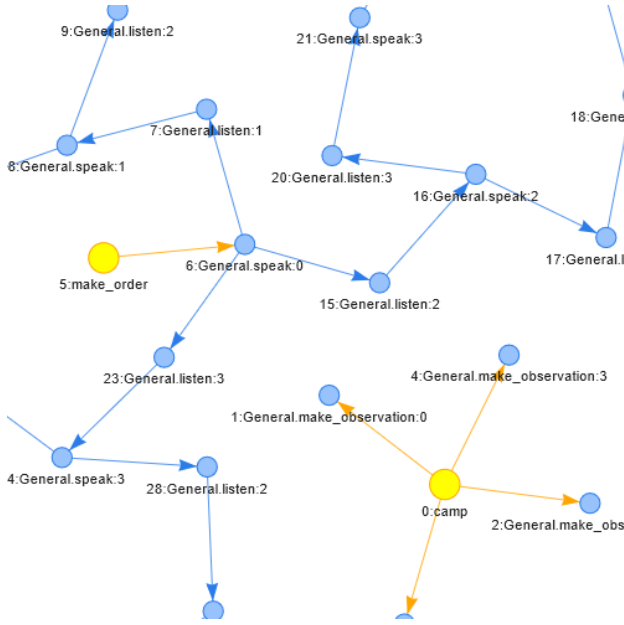 9:General.listen:2
21:General.speak:3
18:Gene
7:General.listen:1
8:General.speak:1
20:General.listen:3
16:General.speak:2
17:General.l
6:General.speak:0
5:make_order
15:General.listen:2
23:General.listen:3
4:General.make_observation:3
1:General.make_observation:0
4:General.speak:3
28:General.listen:2
0:camp
2:General.make_obs